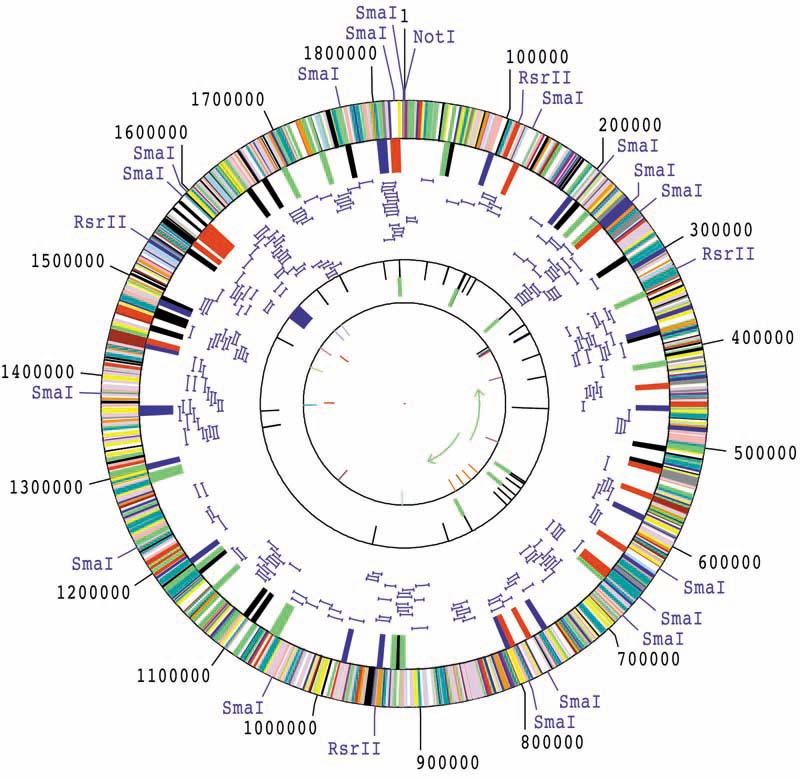 SmaI
1
SmaI
NotI
1800000
100000
SmaI
RsrII
SmaI
1700000
200000
1600000
SmaI
SmaI
SmaI
SmaI
SmaI
RsrII
300000
RsrII
1500000
400000
1400000
SmaI
500000
1300000
SmaI
600000
1200000
SmaI
SmaI
SmaI
700000
1100000
SmaI
SmaI
1000000
SmaI
RsrII
800000
900000